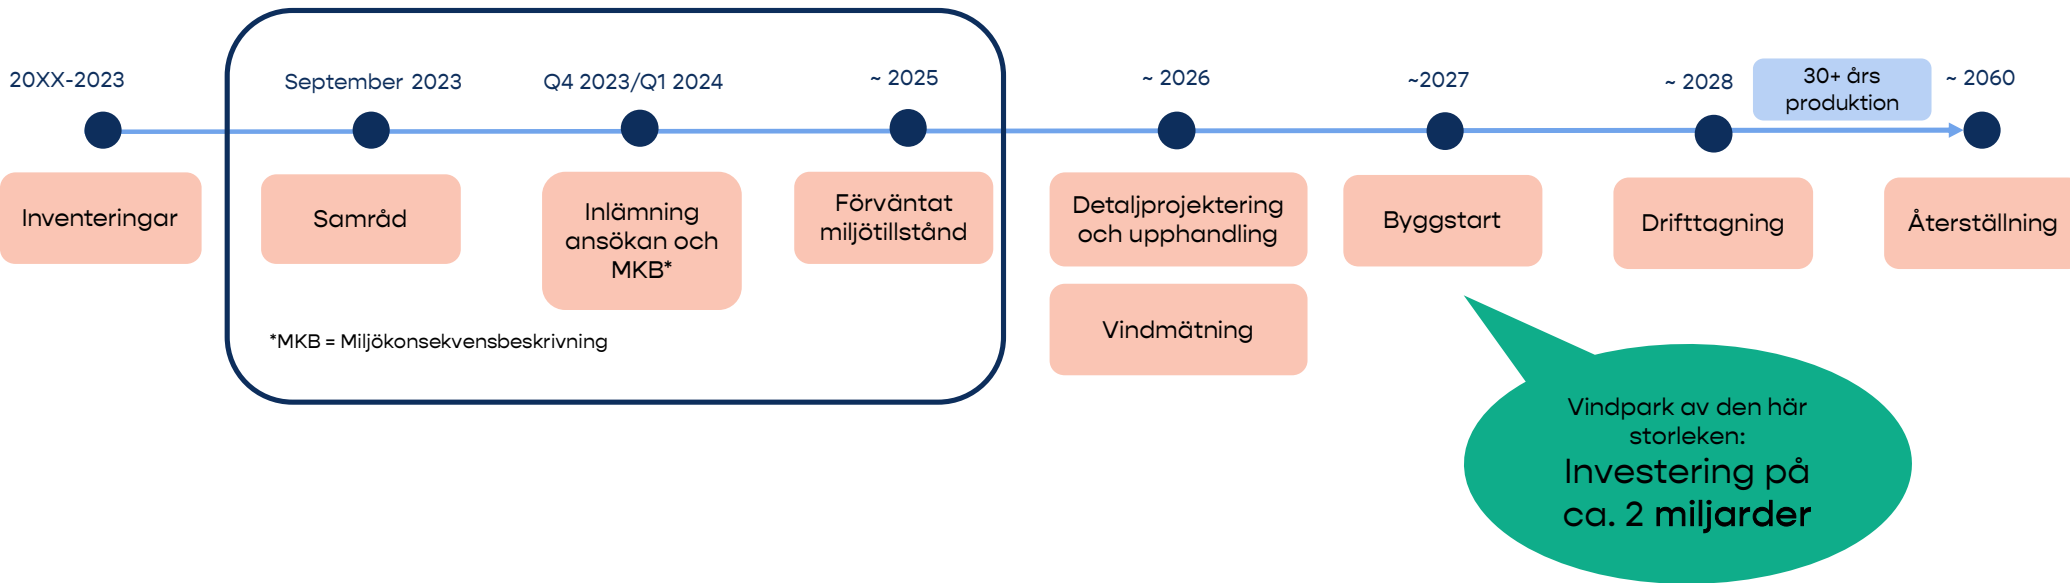 20XX-2023
September 2023
Q4 2023/Q1 2024
~ 2025
~ 2026
~2027
~ 2028
30+ års
produktion
~ 2060
Inventeringar
Samråd
Inlämning
ansökan och
MKB*
Förväntat
miljötillstånd
Detaljprojektering
och upphandling
Vindmätning
Byggstart
Drifttagning
Återställning
*MKB = Miljökonsekvensbeskrivning
Vindpark av den här
storleken:
Investering på
ca. 2 miljarder